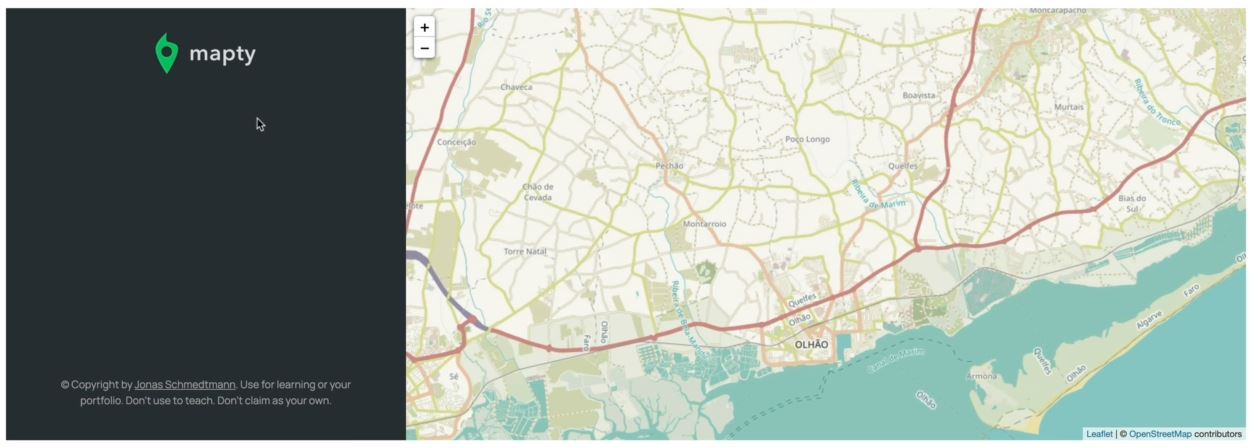 mapty
© Copyright by Jonas Schmedtmann. Use for learning or your
portfolio. Don't use to teach. Don't claim as your own.
+
−
Moncarapacho
Chaveca
Boavista
Murtais
Ribeira do Tronco
Conceição
Poço Longo
Pechão
Quelfes
Chão de
Cevada
Ribeira de Marim
Bias do
Sul
Montarroio
Torre Natal
Quelfes
Olhão
Faro
Olhão
OLHÃO
Sé
Canal de Marim
Armona
Quelfes
Olhão
Algarve
Faro
Olhão
Leaflet | © OpenStreetMap contributors